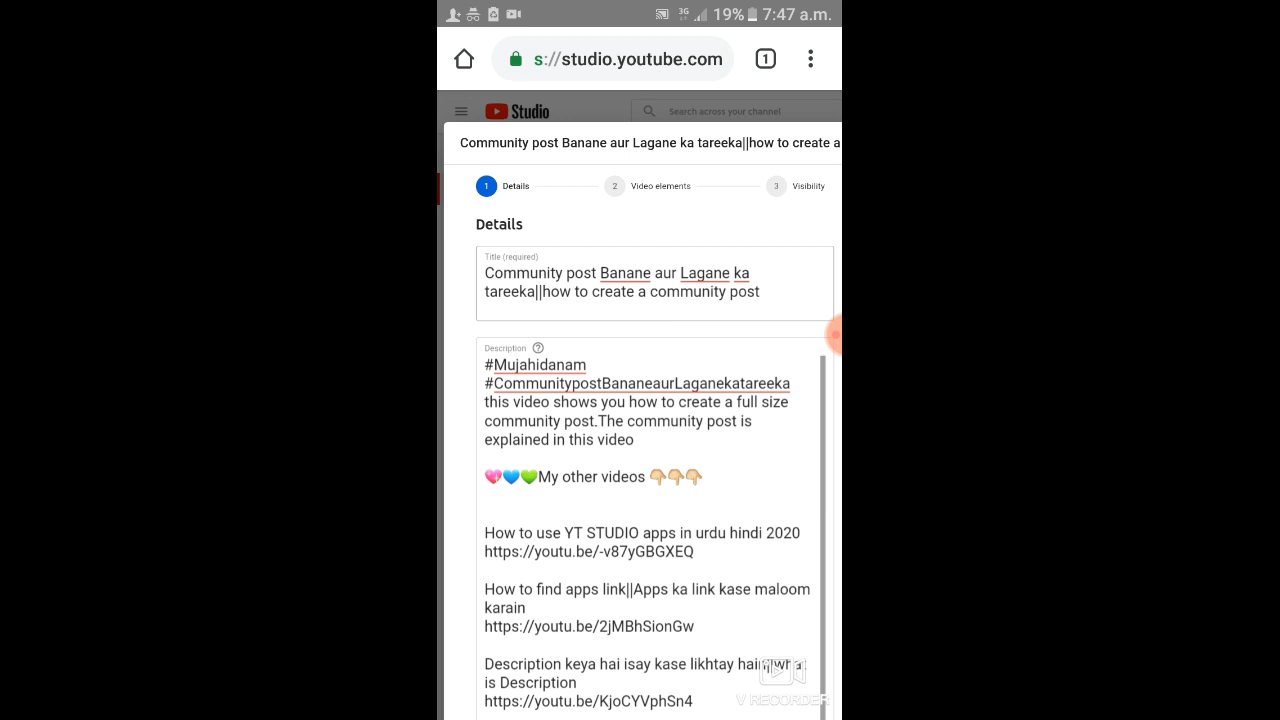 3G 19% 7:47 a.m.
s://studio.youtube.com 1
Studio Search across your channel
Community post Banane aur Lagane ka tareeka||how to create a
1 Details 2 Video elements 3 Visibility
Details
Title (required)
Community post Banane aur Lagane ka
tareeka||how to create a community post
Description
#Mujahidanam
#CommunitypostBananeaurLaganekatareeka
this video shows you how to create a full size
community post.The community post is
explained in this video
💖💙💚My other videos 👇🏻👇🏻👇🏻
How to use YT STUDIO apps in urdu hindi 2020
https://youtu.be/-v87yGBGXEQ
How to find apps link||Apps ka link kase maloom
karain
https://youtu.be/2jMBhSionGw
Description keya hai isay kase likhtay hain||what
is Description
https://youtu.be/KjoCYVphSn4
V RECORDER